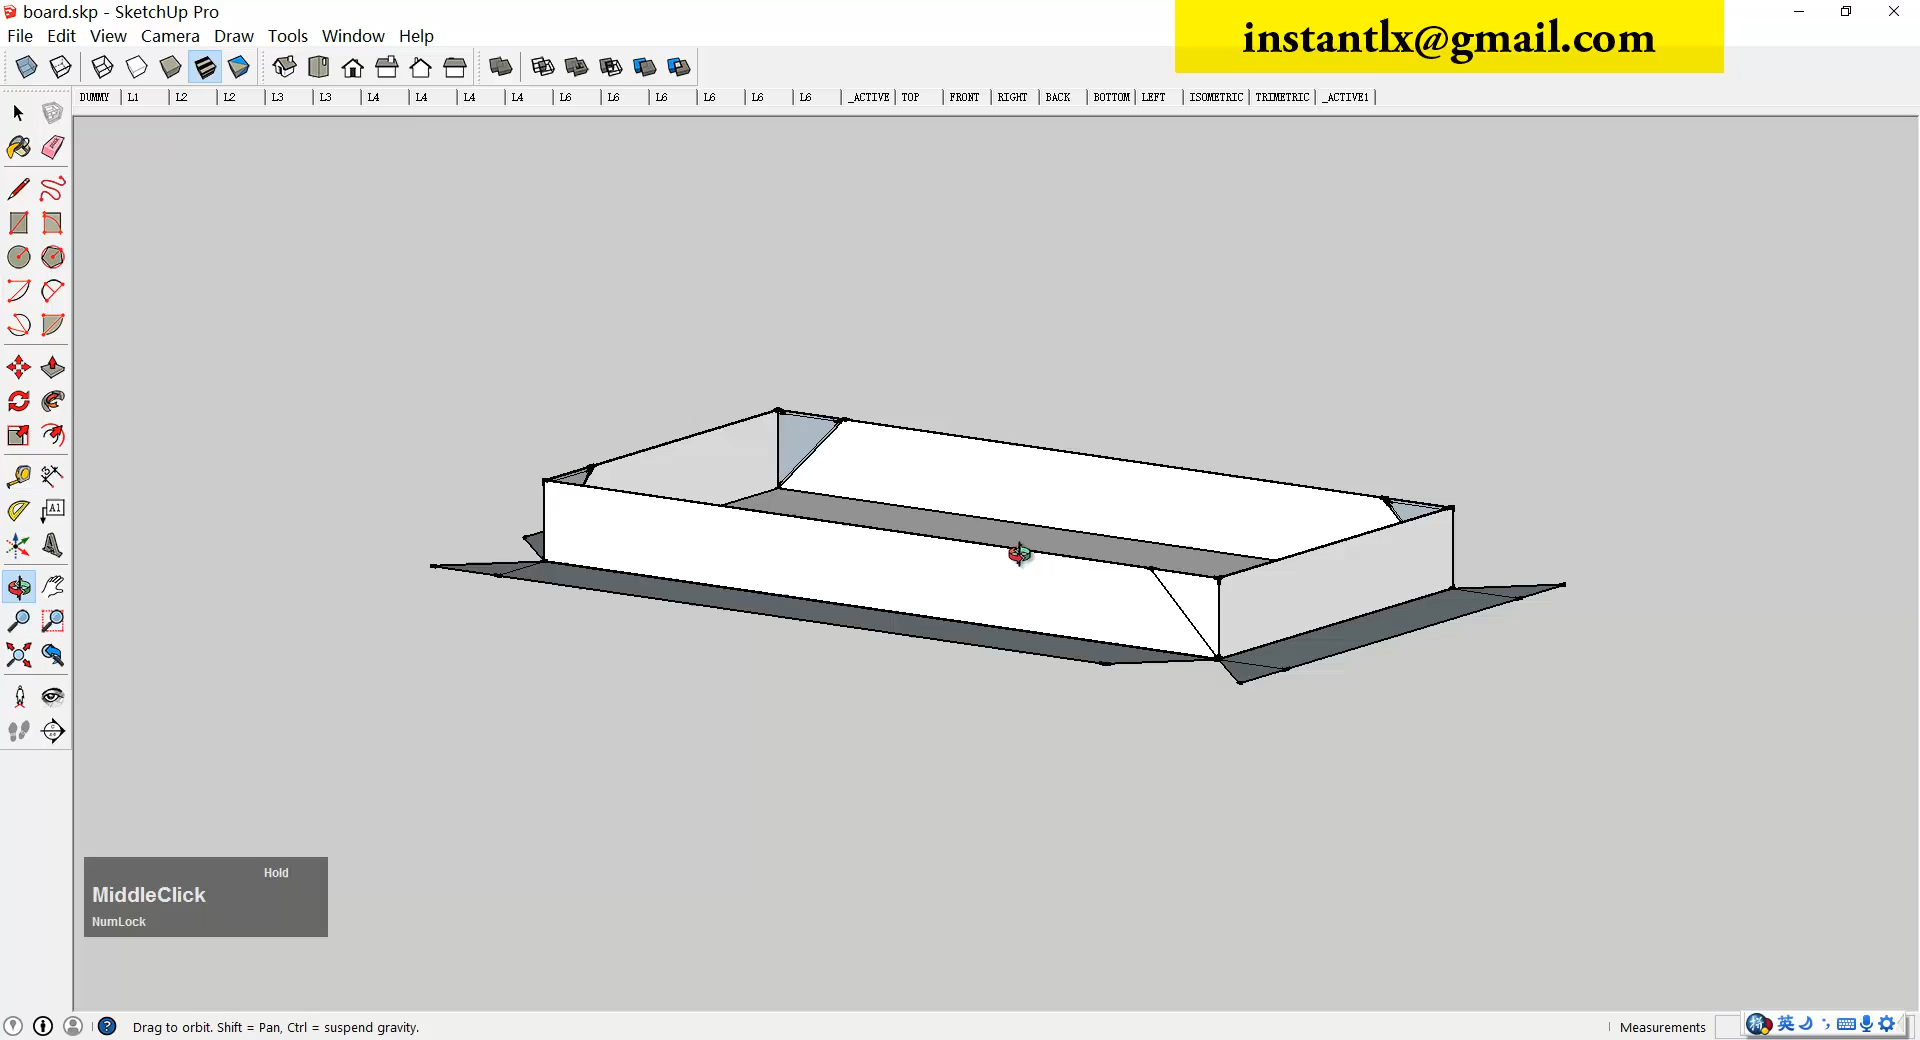 board.skp - SketchUp Pro
instantlx@gmail.com
File Edit View Camera Draw Tools Window Help
DUMMY L1 L2 L2 L3 L3 L4 L4 L4 L4 L6 L6 L6 L6 L6 L6 _ACTIVE TOP FRONT RIGHT BACK BOTTOM LEFT ISOMETRIC TRIMETRIC _ACTIVE1
A1
Hold
MiddleClick
NumLock
Drag to orbit. Shift = Pan, Ctrl = suspend gravity.
Measurements
英